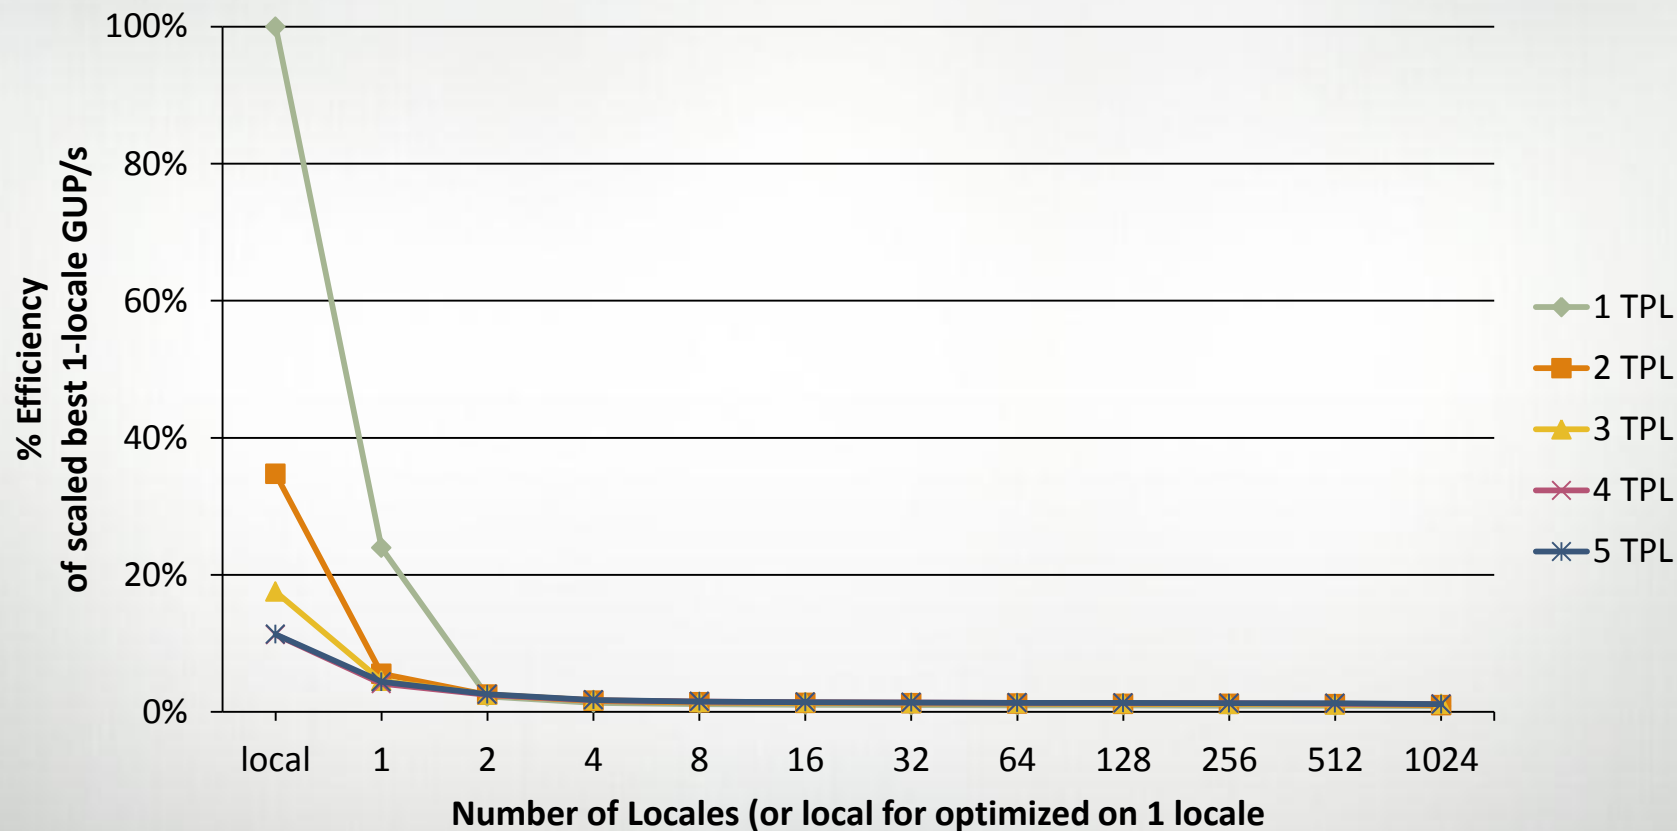 100%
80%
60%
40%
20%
0%
% Efficiency
of scaled best 1-locale GUP/s
local 1 2 4 8 16 32 64 128 256 512 1024
Number of Locales (or local for optimized on 1 locale
1 TPL
2 TPL
3 TPL
4 TPL
5 TPL